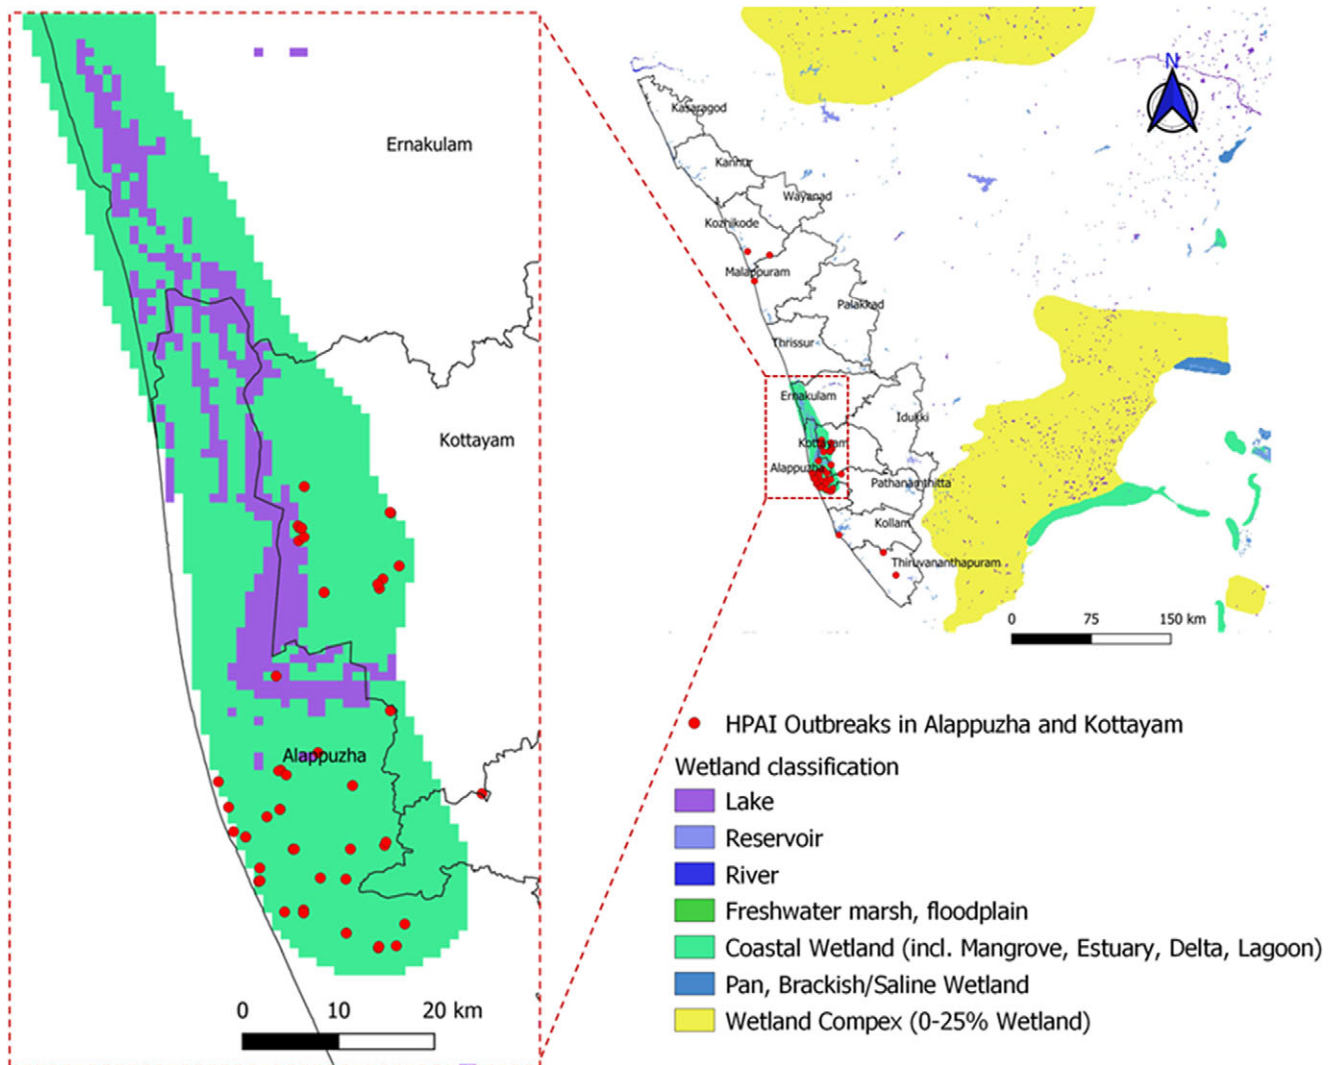 Ernakulam
Kottayam
Alappuzha
0 10 20 km
N
Kasaragod
Kannur
Wayanad
Kozhikode
Malappuram
Palakkad
Thrissur
Ernakulam
Idukki
Kottayam
Alappuzha
Pathanamthitta
Kollam
Thiruvananthapuram
0 75 150 km
HPAI Outbreaks in Alappuzha and Kottayam
Wetland classification
Lake
Reservoir
River
Freshwater marsh, floodplain
Coastal Wetland (incl. Mangrove, Estuary, Delta, Lagoon)
Pan, Brackish/Saline Wetland
Wetland Compex (0-25% Wetland)